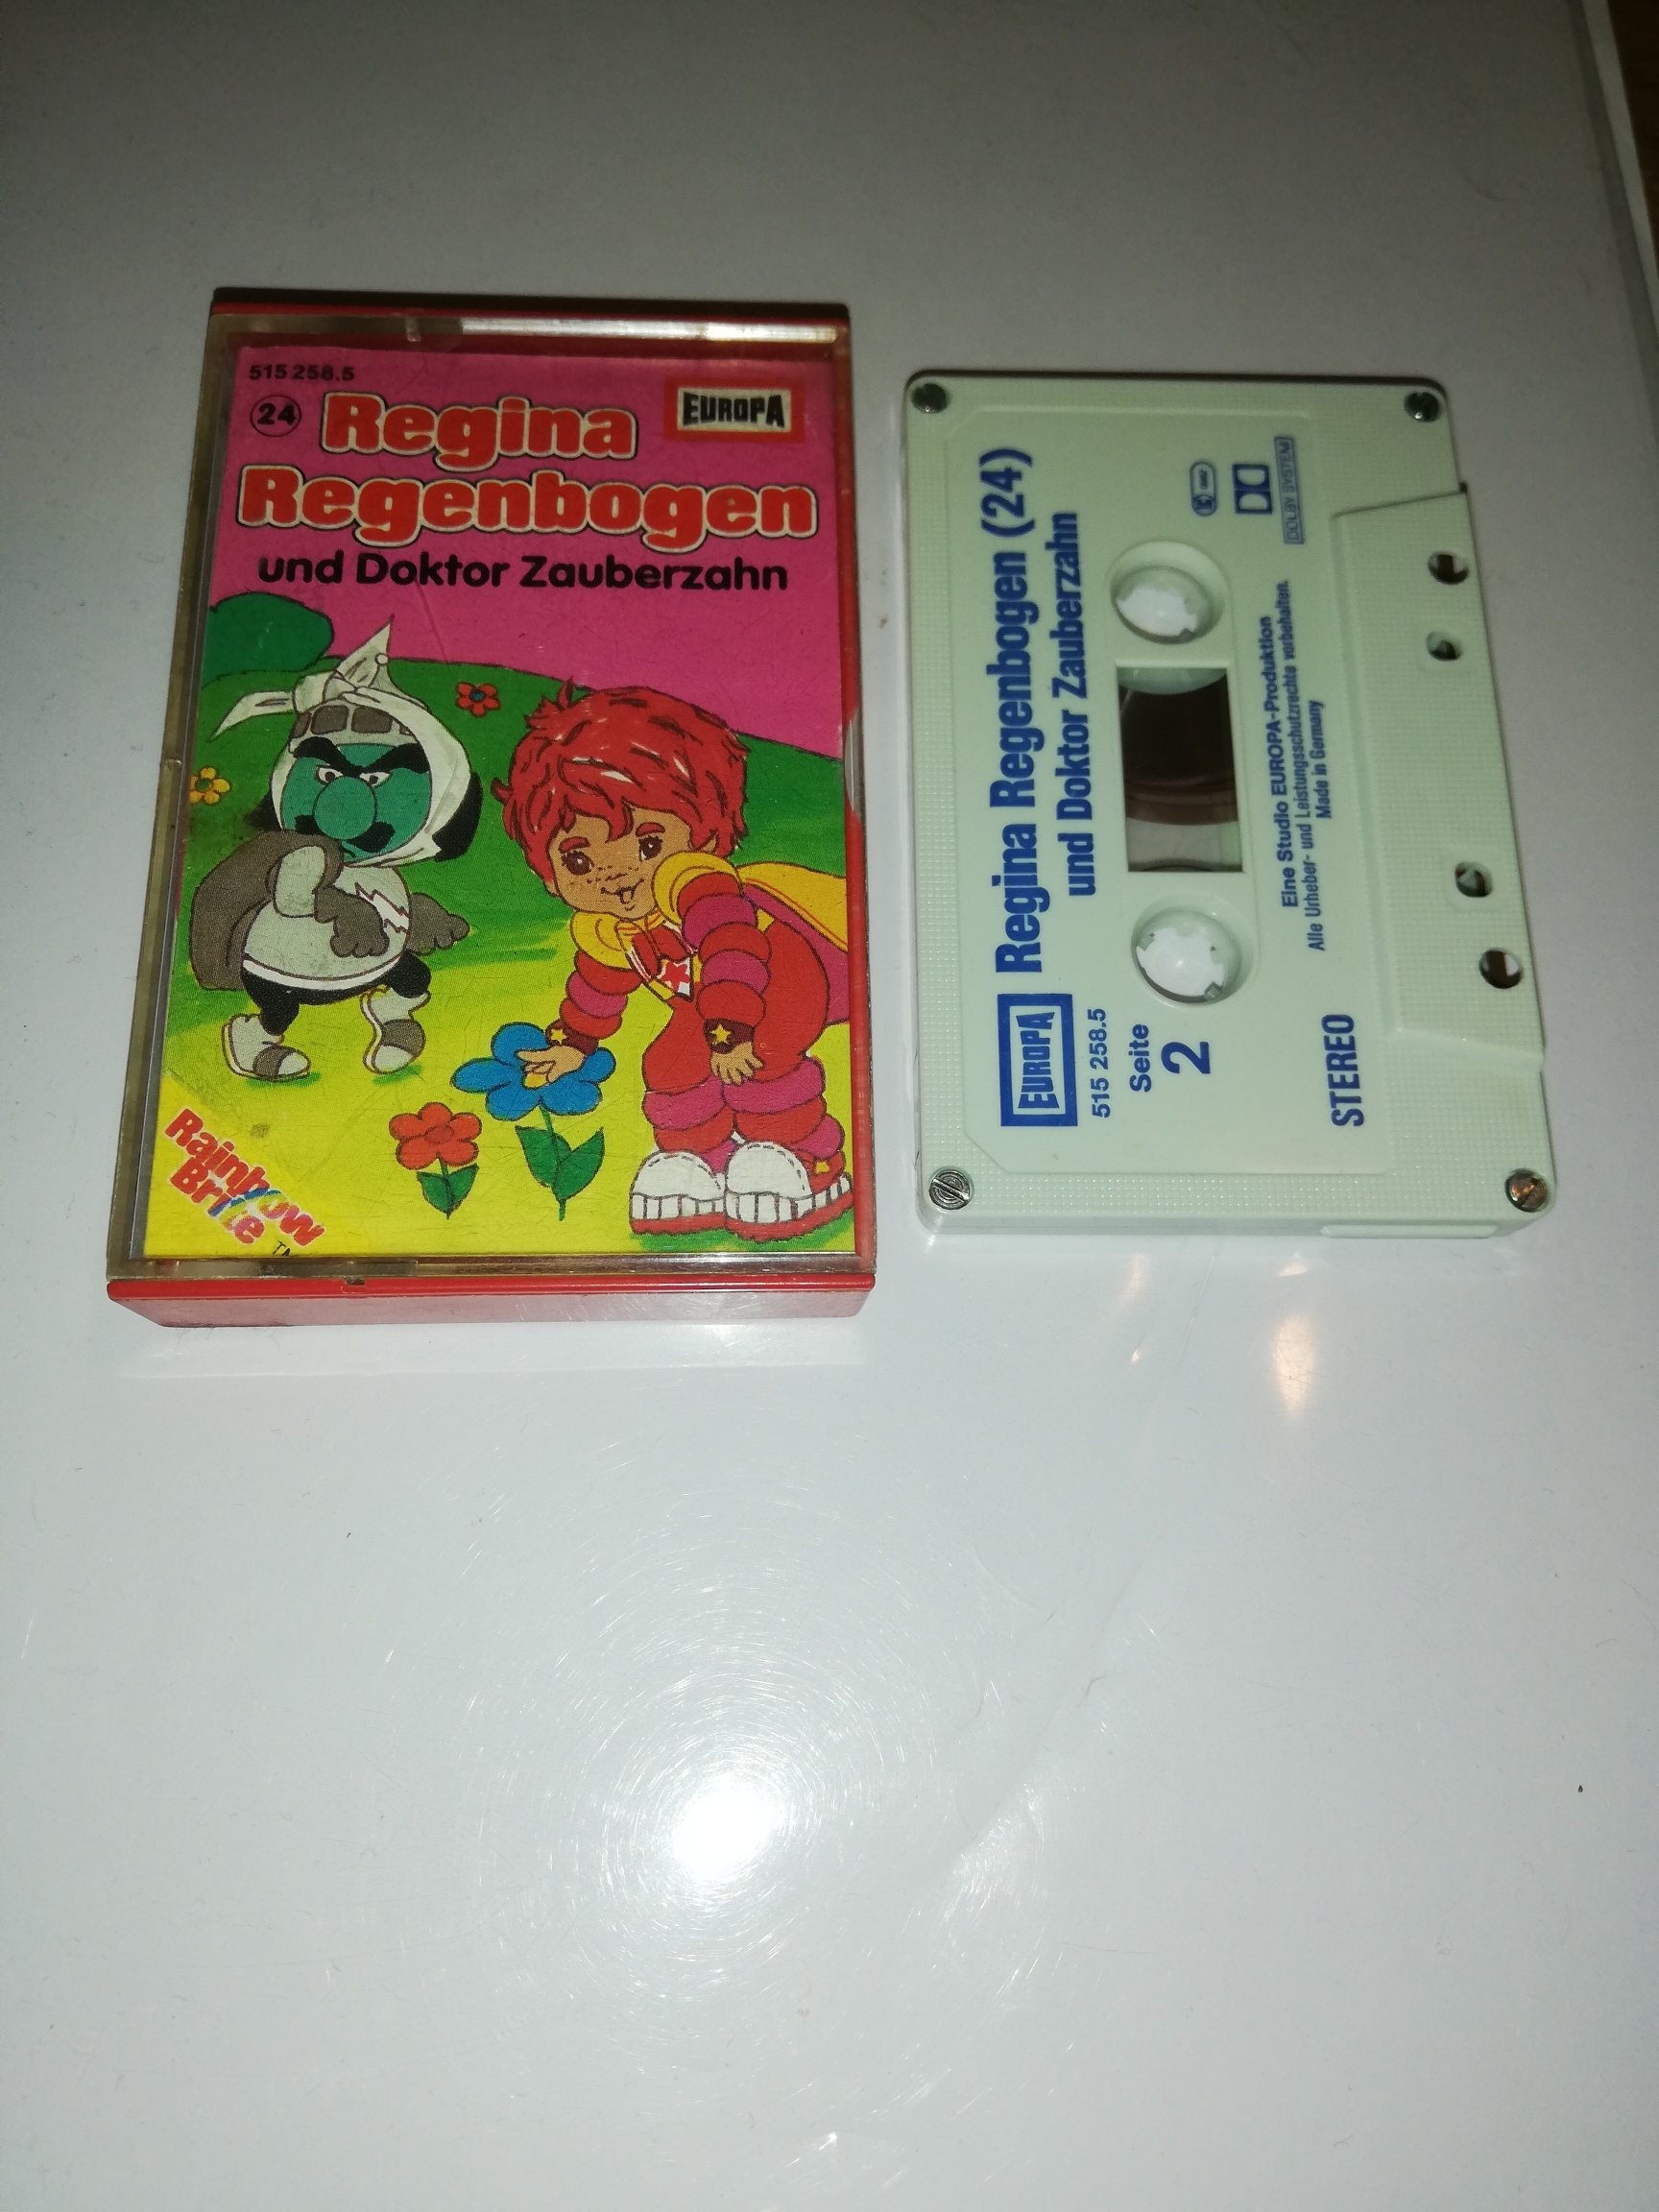 515 258.5
24
EUROPA
Regina
Regenbogen
und Doktor Zauberzahn
Rainbow
Brite
TM
EUROPA
Regina Regenbogen (24)
und Doktor Zauberzahn
515 258.5
Seite
2
DOLBY SYSTEM
Eine Studio EUROPA-Produktion
Alle Urheber- und Leistungsschutzrechte vorbehalten.
Made in Germany
STEREO